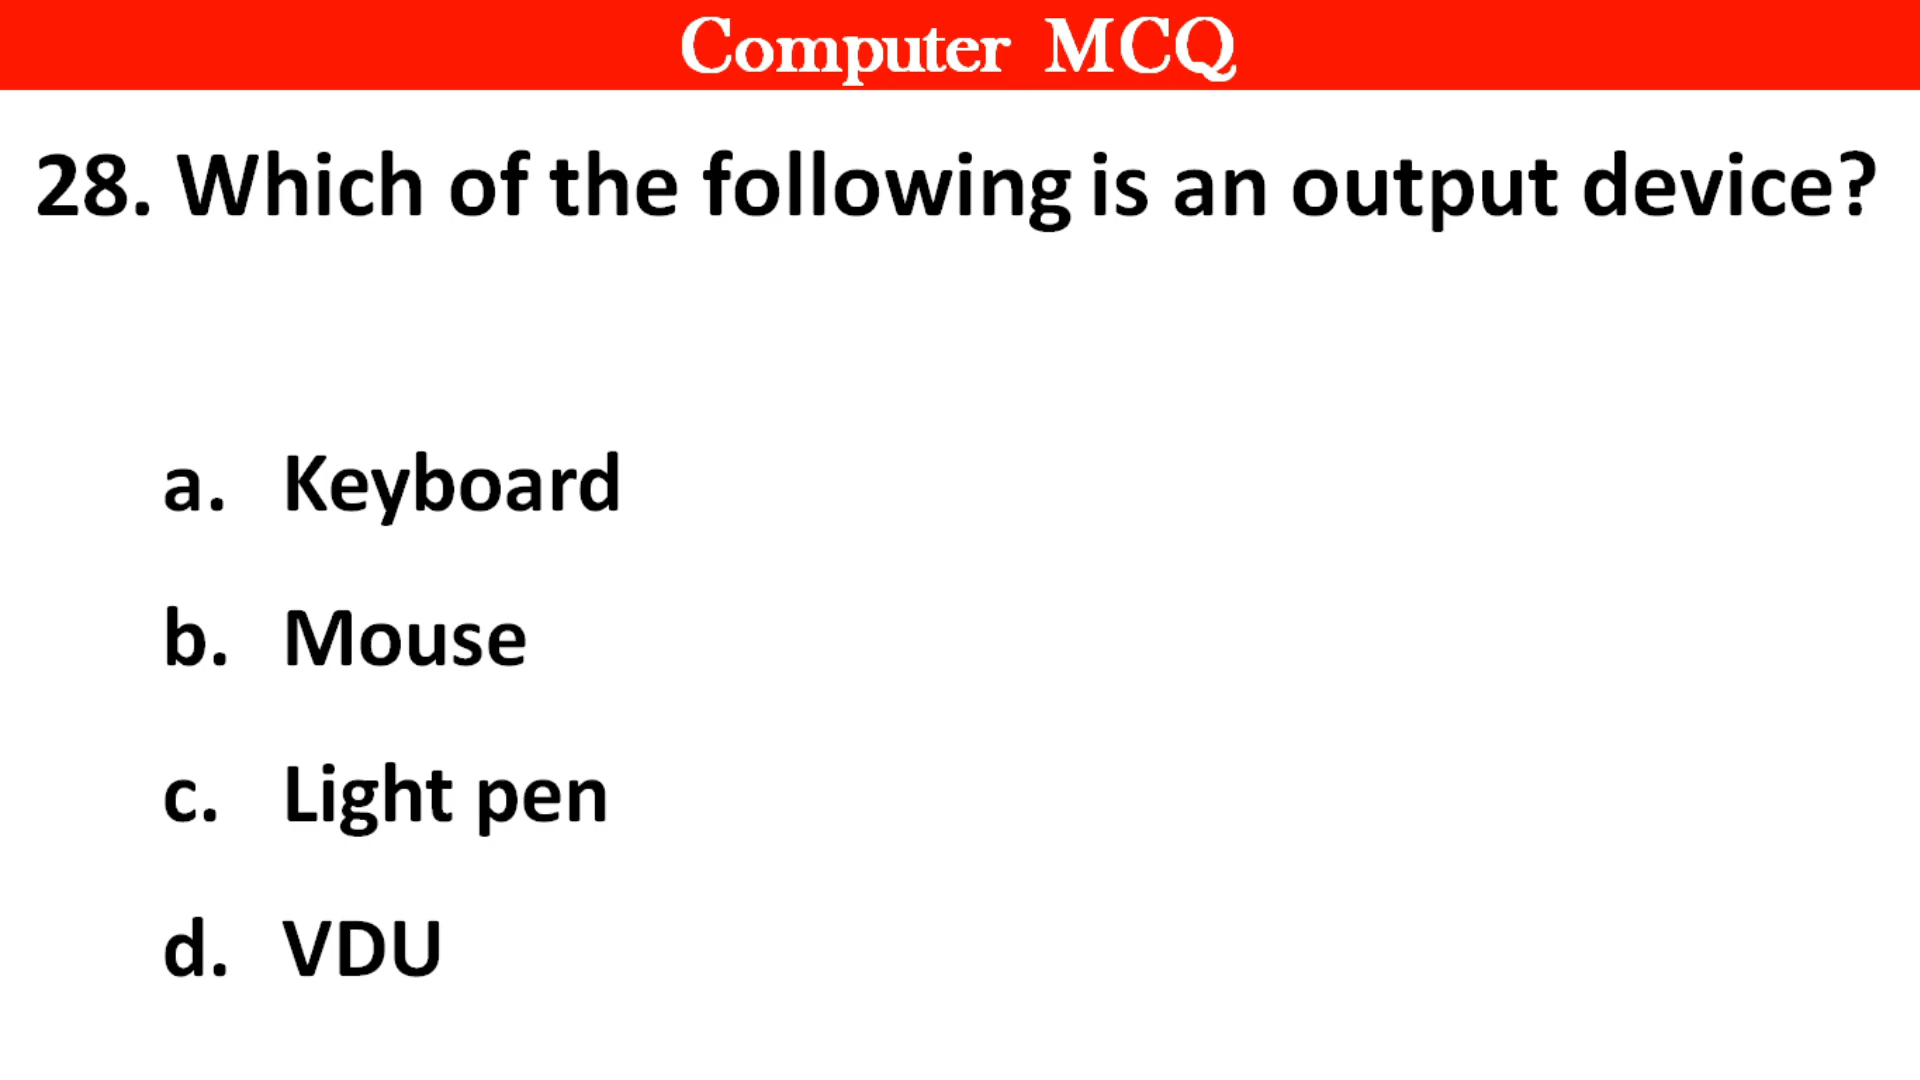 Computer MCQ
28. Which of the following is an output device?
a. Keyboard
b. Mouse
c. Light pen
d. VDU